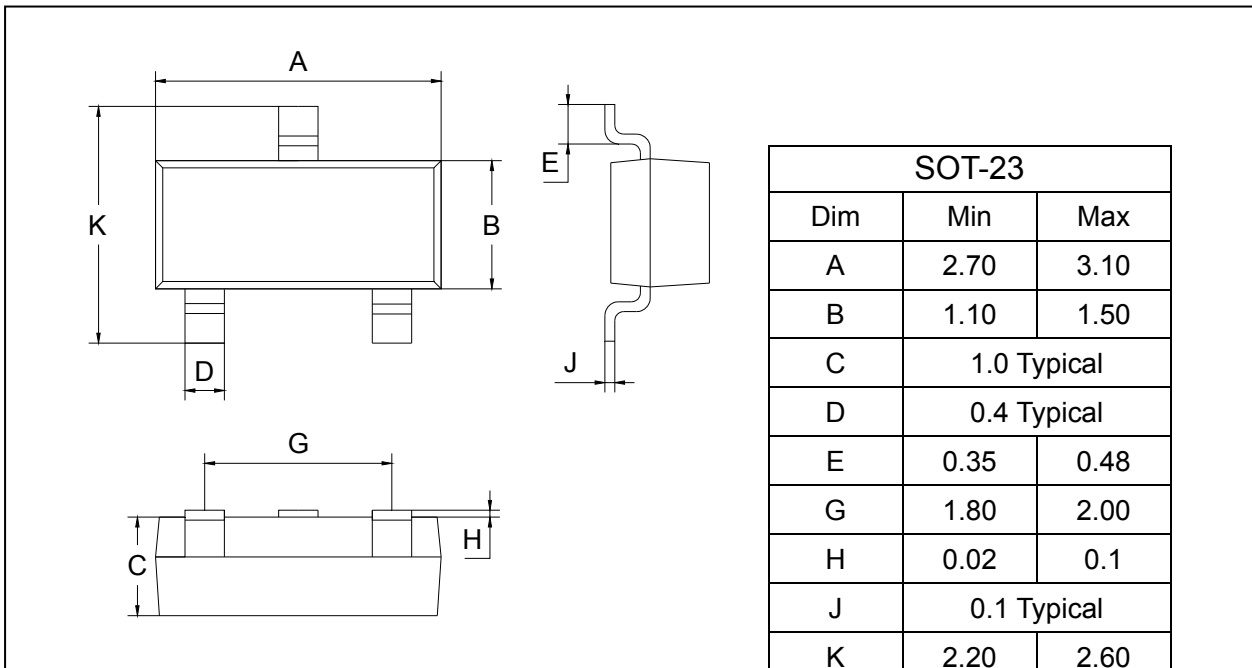 A
K
B
D
E
J
G
C
H
SOT-23
Dim Min Max
A 2.70 3.10
B 1.10 1.50
C 1.0 Typical
D 0.4 Typical
E 0.35 0.48
G 1.80 2.00
H 0.02 0.1
J 0.1 Typical
K 2.20 2.60